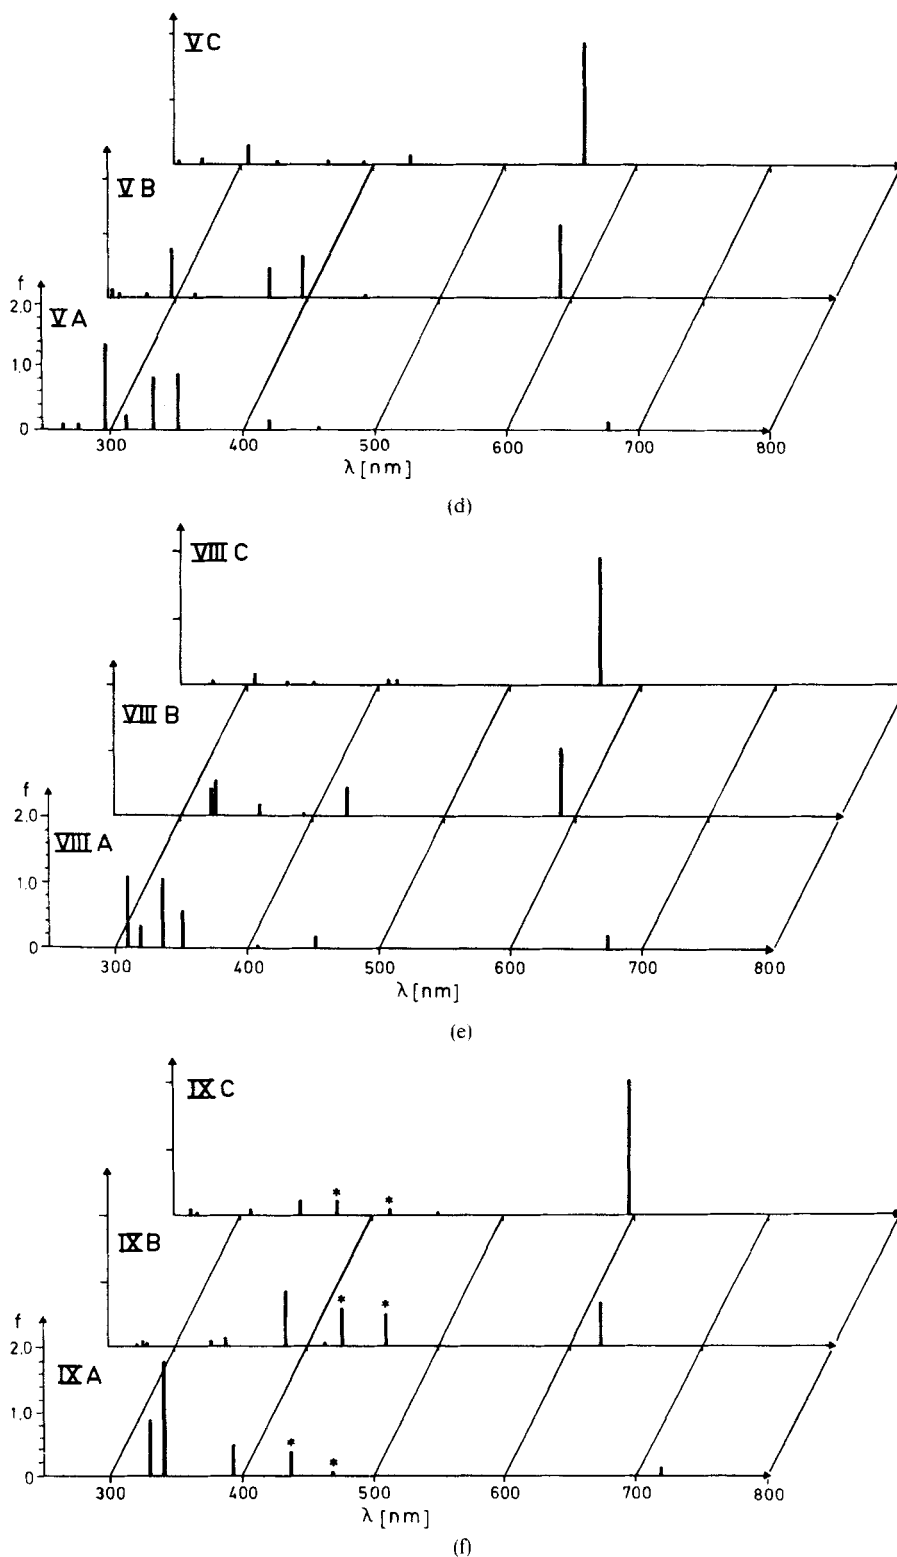 V C
V B
f
2.0
V A
1.0
0
300 400 500 600 700 800
λ [nm]
(d)
VIII C
VIII B
f
2.0
VIII A
1.0
0
300 400 500 600 700 800
λ [nm]
(e)
IX C
* *
IX B
* *
f
2.0
IX A
1.0
* *
0
300 400 500 600 700 800
λ [nm]
(f)